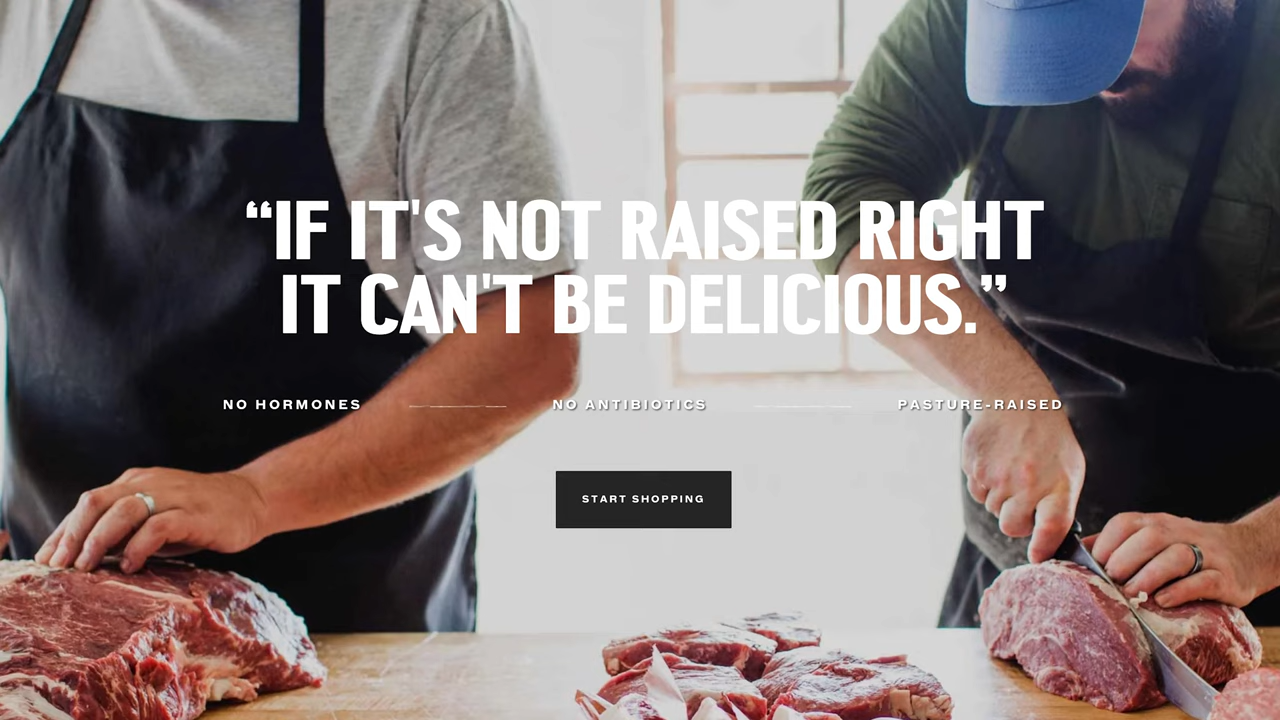 “IF IT'S NOT RAISED RIGHT
IT CAN'T BE DELICIOUS.”
NO HORMONES NO ANTIBIOTICS PASTURE-RAISED
START SHOPPING